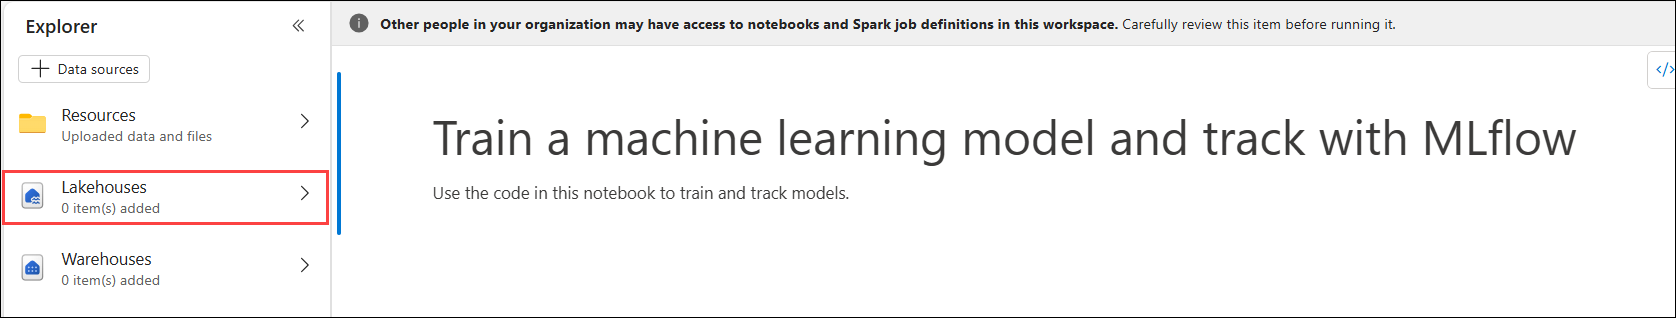 Explorer
Data sources
Resources
Uploaded data and files
Lakehouses
0 item(s) added
Warehouses
0 item(s) added
Other people in your organization may have access to notebooks and Spark job definitions in this workspace. Carefully review this item before running it.
</>
Train a machine learning model and track with MLflow
Use the code in this notebook to train and track models.